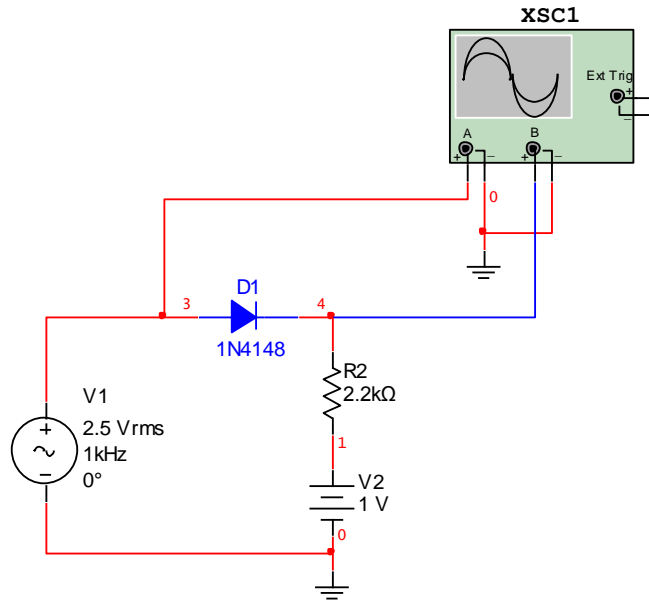 XSC1
Ext Trig
+
_
A
B
+
_
+
_
0
D1
3
4
1N4148
R2
2.2kΩ
V1
2.5 Vrms
1kHz
0°
+
1
V2
1 V
0